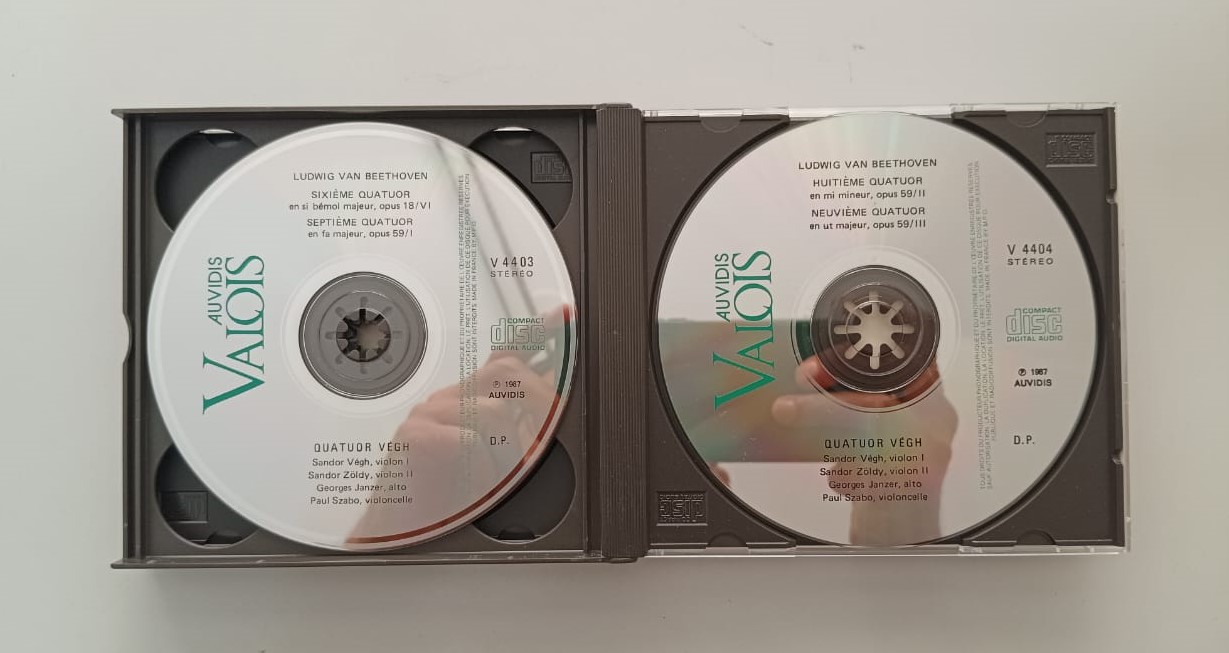 LUDWIG VAN BEETHOVEN
SIXIÈME QUATUOR
en si bémol majeur, opus 18/VI
SEPTIÈME QUATUOR
en fa majeur, opus 59/I
AUVIDIS
VALOIS
V 4403
STÉRÉO
COMPACT
disc
DIGITAL AUDIO
℗ 1987
AUVIDIS
D.P.
QUATUOR VÉGH
Sandor Végh, violon I
Sandor Zöldy, violon II
Georges Janzer, alto
Paul Szabo, violoncelle
LUDWIG VAN BEETHOVEN
HUITIÈME QUATUOR
en mi mineur, opus 59/II
NEUVIÈME QUATUOR
en ut majeur, opus 59/III
AUVIDIS
VALOIS
V 4404
STÉRÉO
COMPACT
disc
DIGITAL AUDIO
℗ 1987
AUVIDIS
D.P.
QUATUOR VÉGH
Sandor Végh, violon I
Sandor Zöldy, violon II
Georges Janzer, alto
Paul Szabo, violoncelle